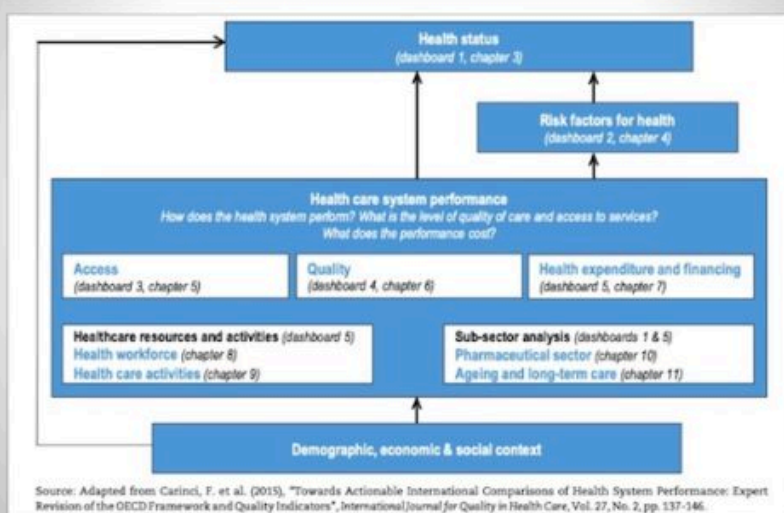 Health status
(dashboard 1, chapter 3)
Risk factors for health
(dashboard 2, chapter 4)
Health care system performance
How does the health system perform? What is the level of quality of care and access to services?
What does the performance cost?
Access
(dashboard 3, chapter 5)
Quality
(dashboard 4, chapter 6)
Health expenditure and financing
(dashboard 5, chapter 7)
Healthcare resources and activities (dashboard 5)
Health workforce (chapter 8)
Health care activities (chapter 9)
Sub-sector analysis (dashboards 1 & 5)
Pharmaceutical sector (chapter 10)
Ageing and long-term care (chapter 11)
Demographic, economic & social context
Source: Adapted from Carinci, F. et al. (2015), "Towards Actionable International Comparisons of Health System Performance: Expert
Revision of the OECD Framework and Quality Indicators", International Journal for Quality in Health Care, Vol. 27, No. 2, pp. 137-146.